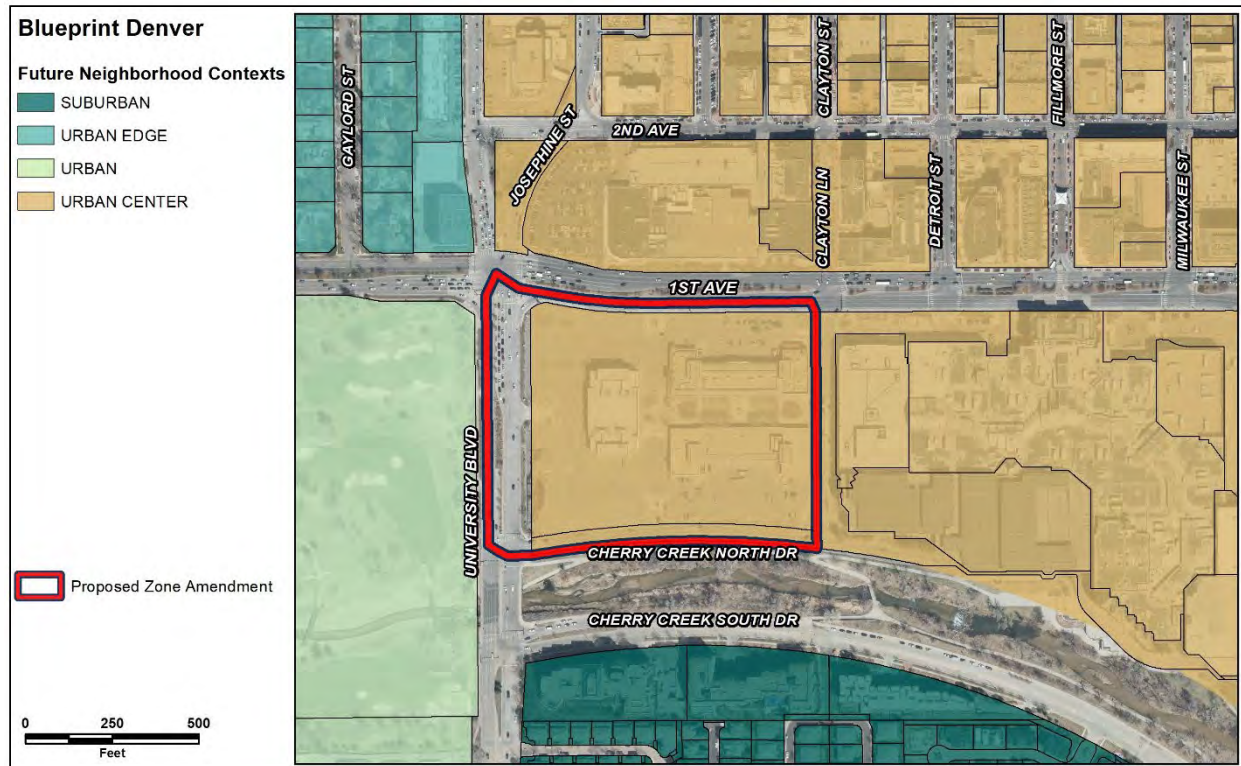 Blueprint Denver
Future Neighborhood Contexts
SUBURBAN
URBAN EDGE
URBAN
URBAN CENTER
Proposed Zone Amendment
0 250 500
Feet
GAYLORD ST
JOSEPHINE ST
2ND AVE
CLAYTON ST
FILLMORE ST
CLAYTON LN
DETROIT ST
MILWAUKEE ST
1ST AVE
UNIVERSITY BLVD
CHERRY CREEK NORTH DR
CHERRY CREEK SOUTH DR